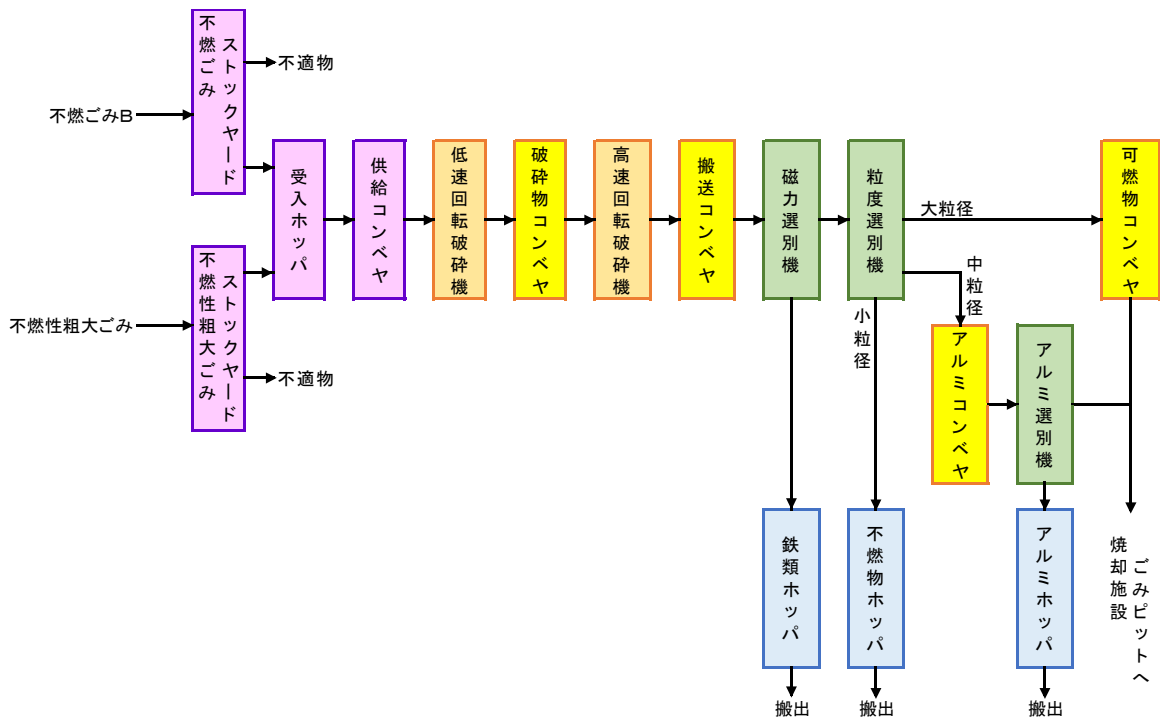 不燃ごみB
不燃ごみ
ストックヤード
不適物
不燃性粗大ごみ
不燃性粗大ごみ
ストックヤード
不適物
受入ホッパ
供給コンベヤ
低速回転破砕機
破砕物コンベヤ
高速回転破砕機
搬送コンベヤ
磁力選別機
粒度選別機
大粒径
中粒径
小粒径
可燃物コンベヤ
アルミコンベヤ
アルミ選別機
鉄類ホッパ
不燃物ホッパ
アルミホッパ
焼却施設
ごみピットへ
搬出
搬出
搬出